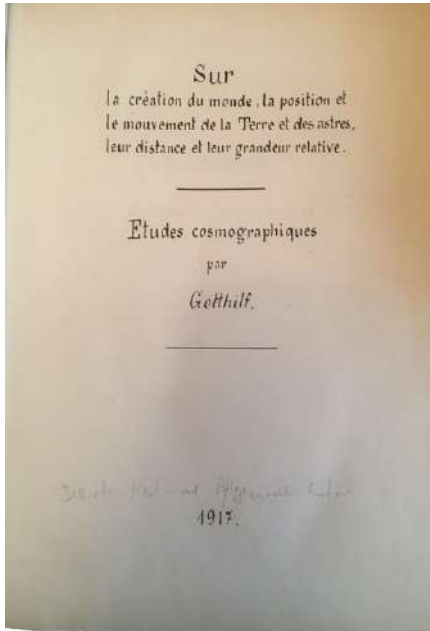 Sur
la création du monde, la position et
le mouvement de la Terre et des astres,
leur distance et leur grandeur relative.
Etudes cosmographiques
par
Gotthilf.
1917.